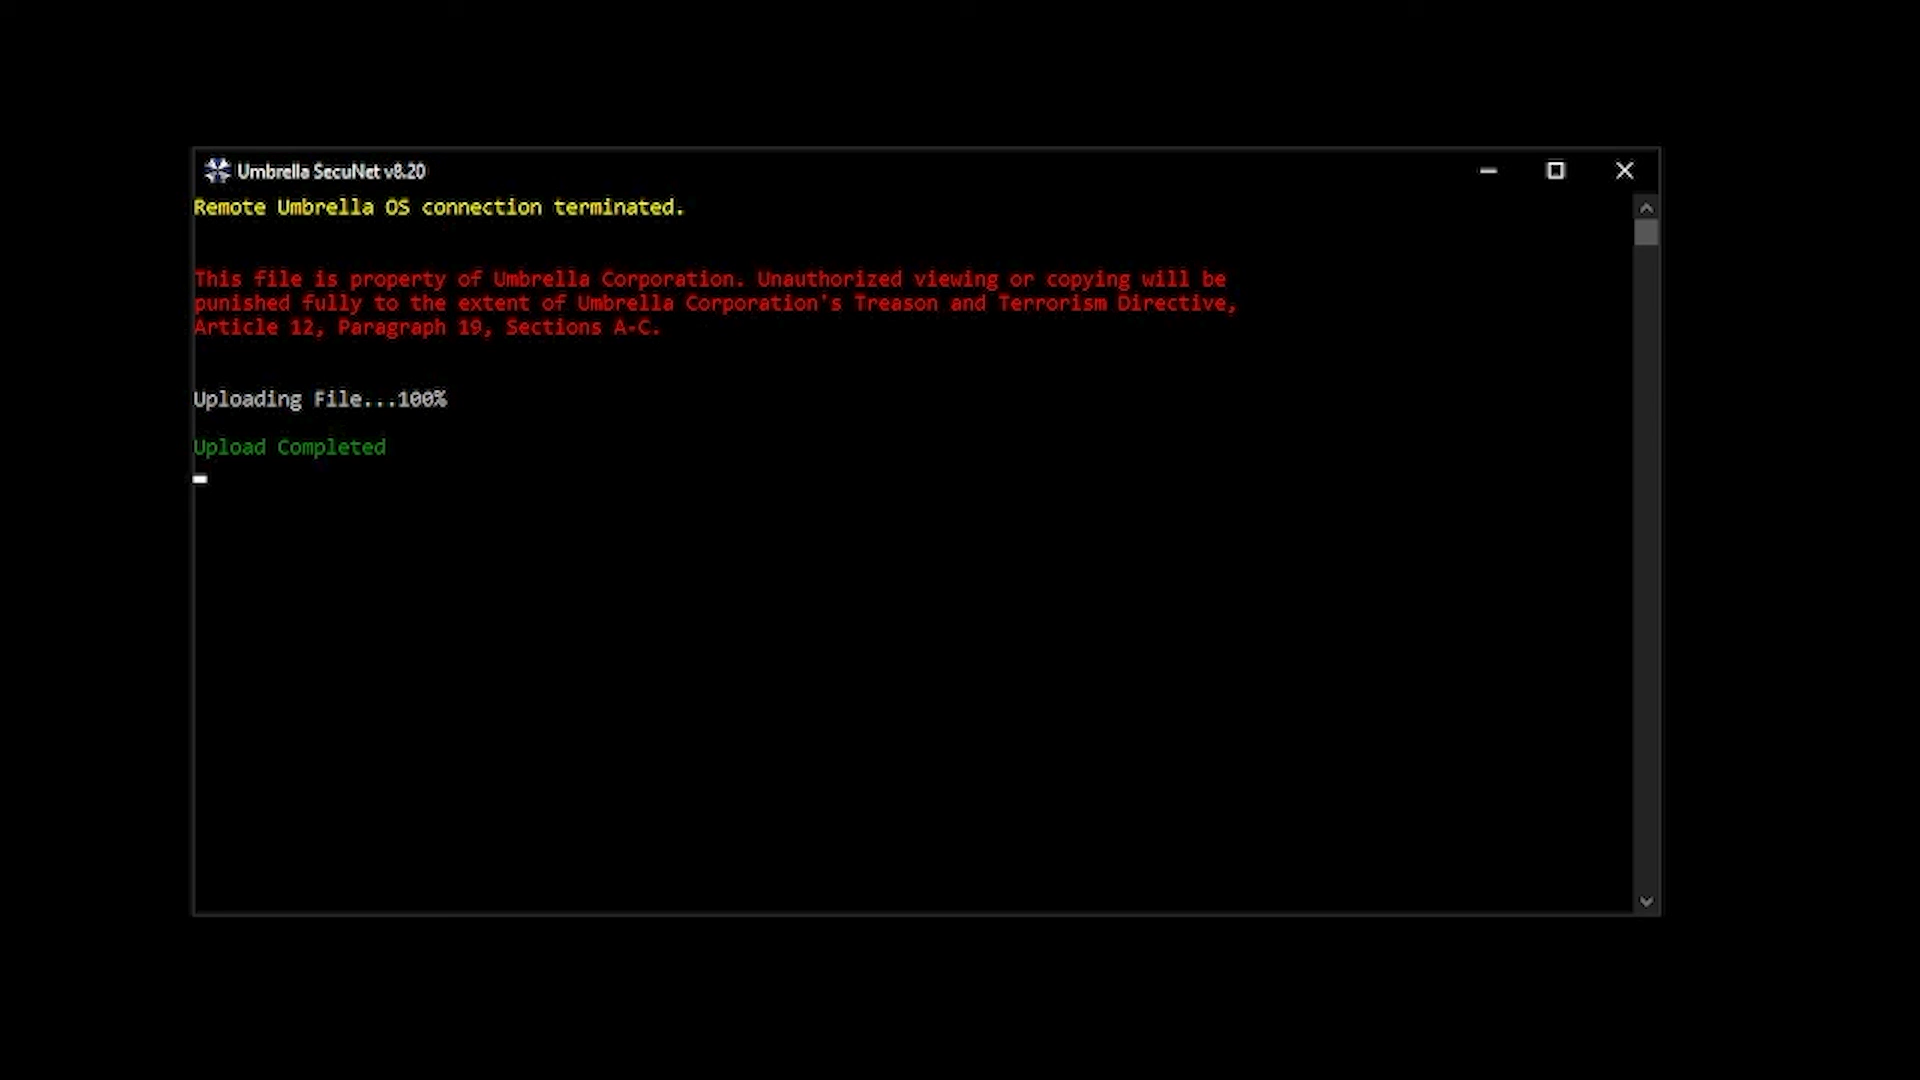 Umbrella SecuNet v8.20
Remote Umbrella OS connection terminated.
This file is property of Umbrella Corporation. Unauthorized viewing or copying will be
punished fully to the extent of Umbrella Corporation's Treason and Terrorism Directive,
Article 12, Paragraph 19, Sections A-C.
Uploading File...100%
Upload Completed